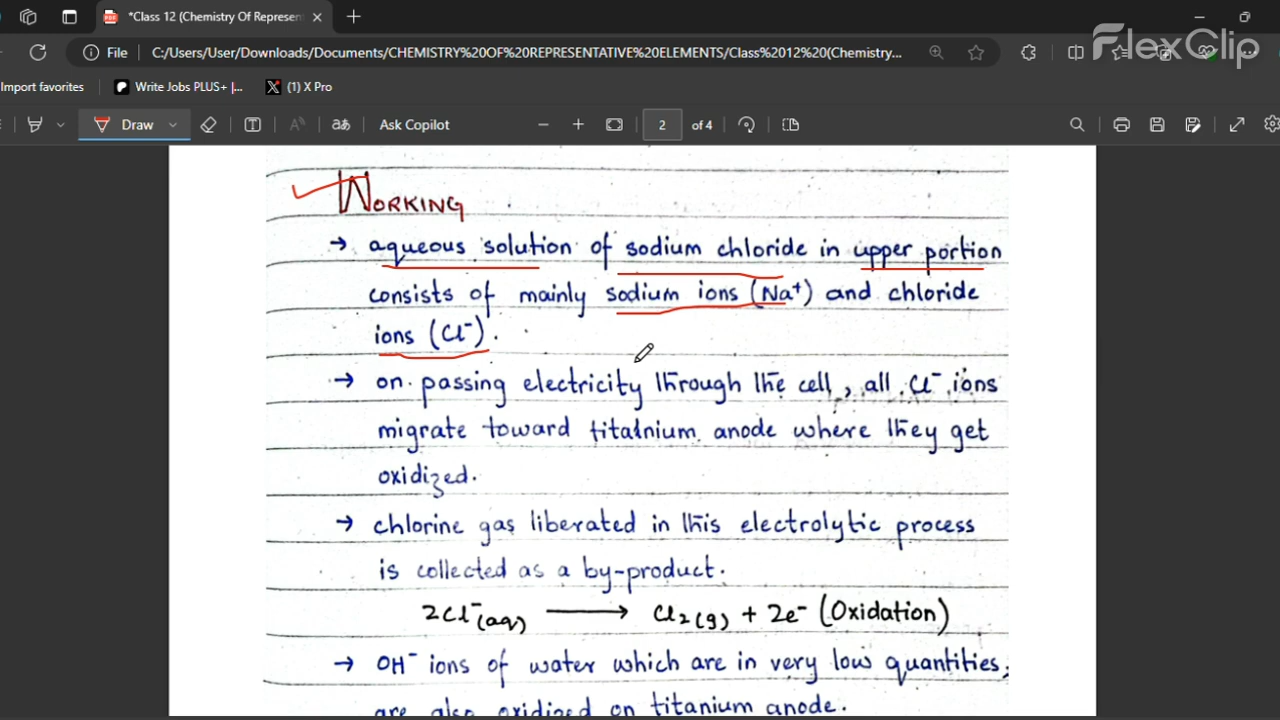 *Class 12 (Chemistry Of Represen
FlexClip
File
C:/Users/User/Downloads/Documents/CHEMISTRY%20OF%20REPRESENTATIVE%20ELEMENTS/Class%2012%20(Chemistry...
Import favorites
Write Jobs PLUS+ |...
(1) X Pro
Draw
Ask Copilot
2
of 4
WORKING
→ aqueous solution of sodium chloride in upper portion
consists of mainly sodium ions (Na⁺) and chloride
ions (Cl⁻).
→ on passing electricity through the cell, all Cl⁻ ions
migrate toward titalnium anode where they get
oxidized.
→ chlorine gas liberated in this electrolytic process
is collected as a by-product.
2Cl⁻(aq) → Cl₂(g) + 2e⁻ (Oxidation)
→ OH⁻ ions of water which are in very low quantities,
are also oxidized on titanium anode.